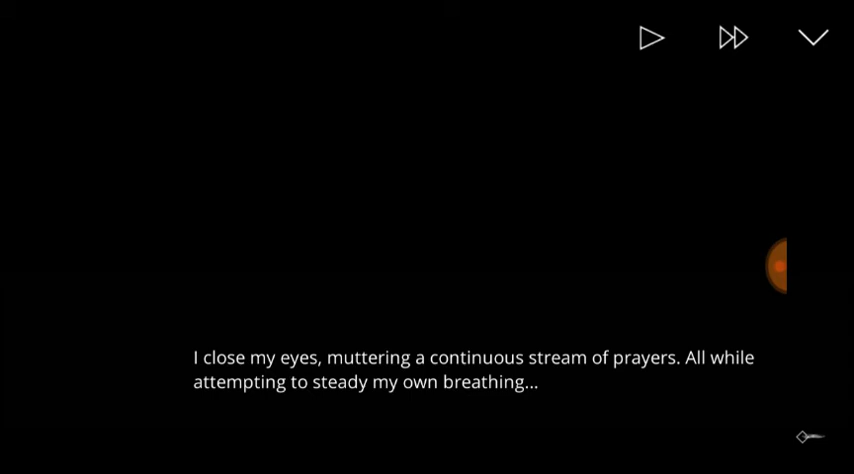 I close my eyes, muttering a continuous stream of prayers. All while
attempting to steady my own breathing...